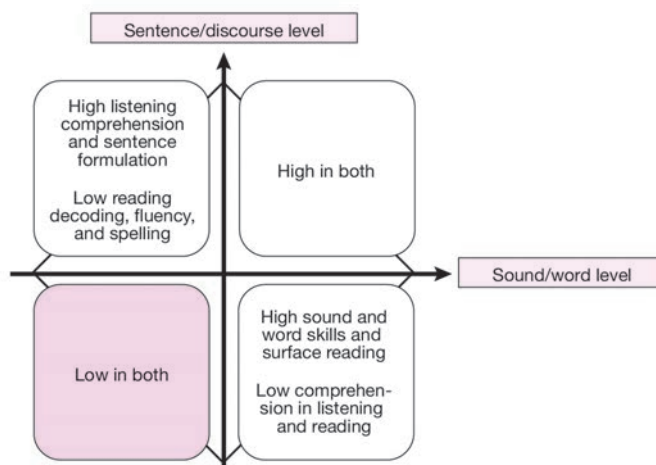 Sentence/discourse level
High listening
comprehension
and sentence
formulation
Low reading
decoding, fluency,
and spelling
High in both
Sound/word level
Low in both
High sound and
word skills and
surface reading
Low comprehen-
sion in listening
and reading